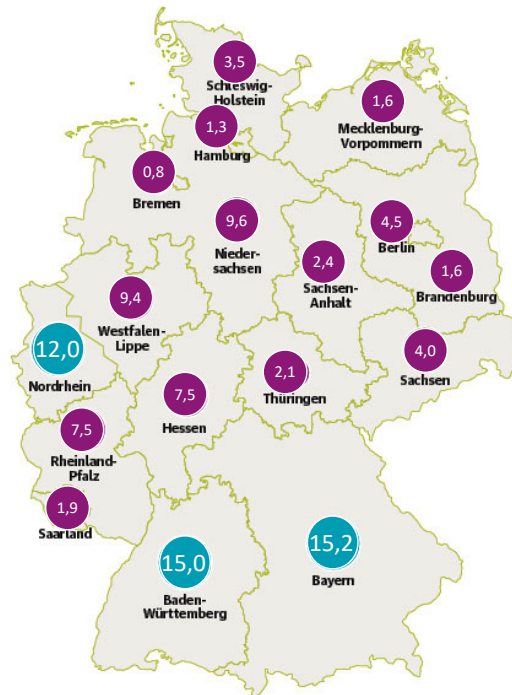 3,5
Schleswig-
Holstein
1,6
Mecklenburg-
Vorpommern
1,3
Hamburg
0,8
Bremen
9,6
Nieder-
sachsen
4,5
Berlin
2,4
Sachsen-
Anhalt
1,6
Brandenburg
9,4
Westfalen-
Lippe
12,0
Nordrhein
4,0
Sachsen
2,1
Thüringen
7,5
Hessen
7,5
Rheinland-
Pfalz
1,9
Saarland
15,0
Baden-
Württemberg
15,2
Bayern